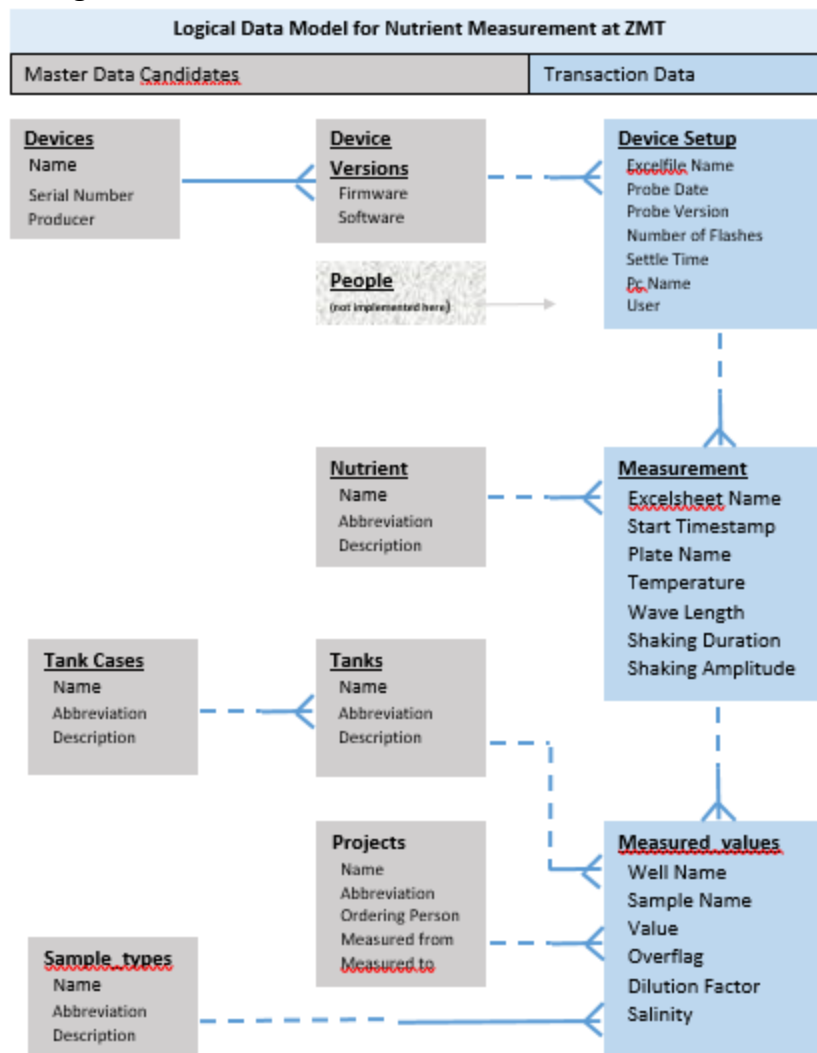 Logical Data Model for Nutrient Measurement at ZMT
Master Data Candidates
Transaction Data
Devices
Name
Serial Number
Producer
Device
Versions
Firmware
Software
Device Setup
Excelfile Name
Probe Date
Probe Version
Number of Flashes
Settle Time
Pc Name
User
People
(not implemented here)
Nutrient
Name
Abbreviation
Description
Measurement
Excelsheet Name
Start Timestamp
Plate Name
Temperature
Wave Length
Shaking Duration
Shaking Amplitude
Tank Cases
Name
Abbreviation
Description
Tanks
Name
Abbreviation
Description
Projects
Name
Abbreviation
Ordering Person
Measured from
Measured to
Measured_values
Well Name
Sample Name
Value
Overflag
Dilution Factor
Salinity
Sample_types
Name
Abbreviation
Description